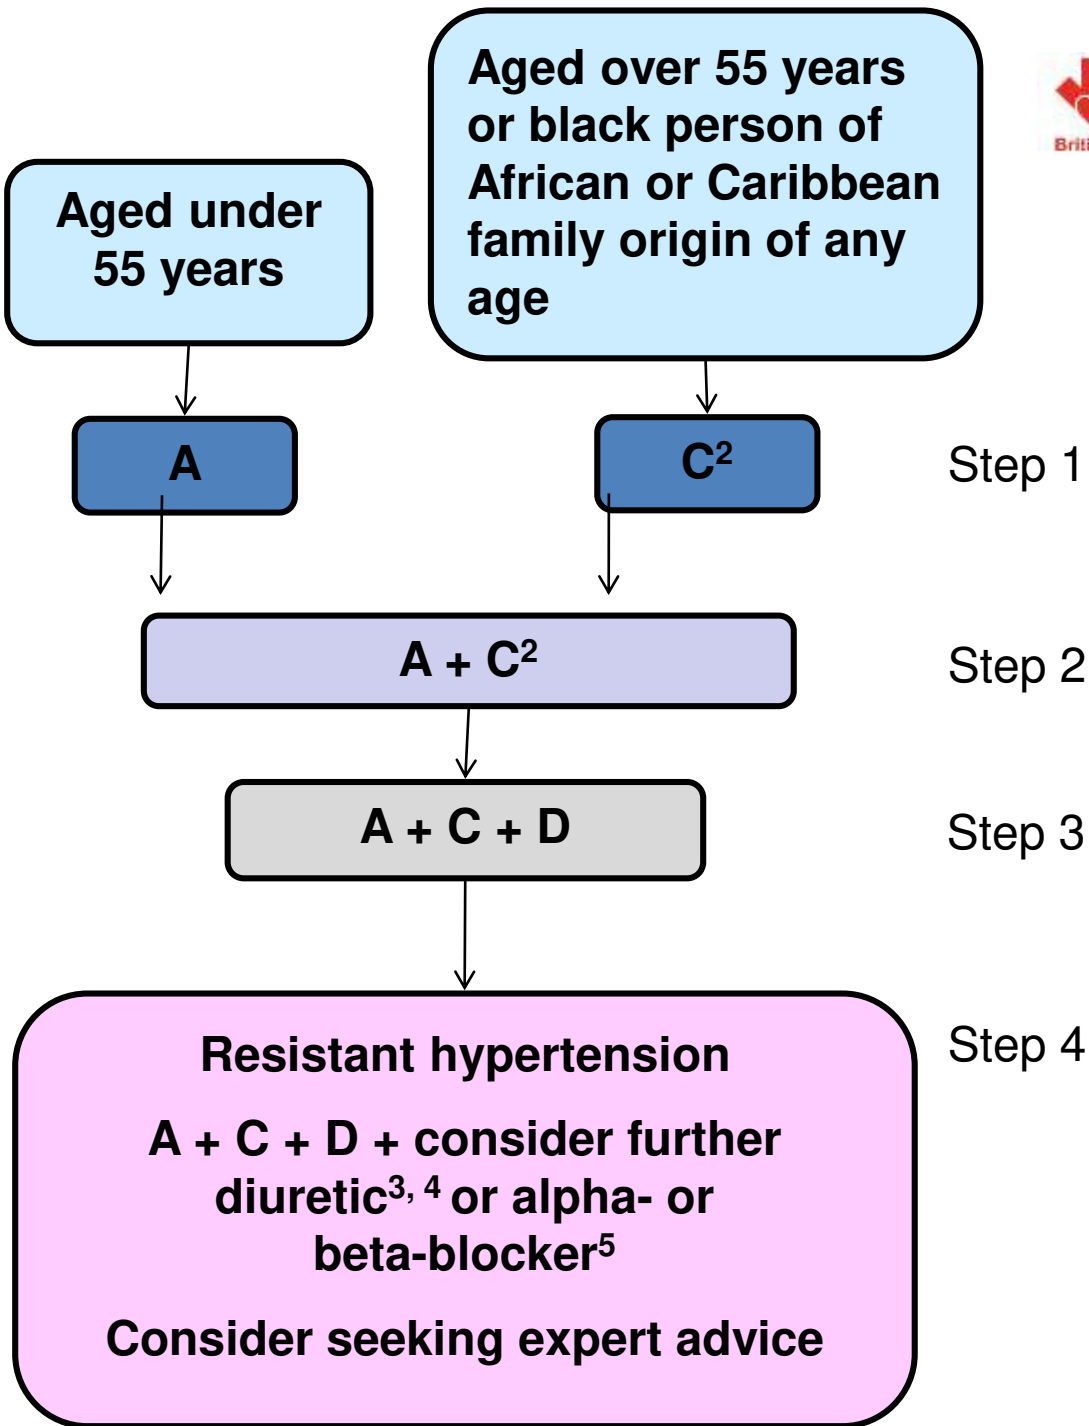 Aged over 55 years
or black person of
African or Caribbean
family origin of any
age
Aged under
55 years
A
C²
Step 1
A + C²
Step 2
A + C + D
Step 3
Resistant hypertension
Step 4
A + C + D + consider further
diuretic³, ⁴ or alpha- or
beta-blocker⁵
Consider seeking expert advice